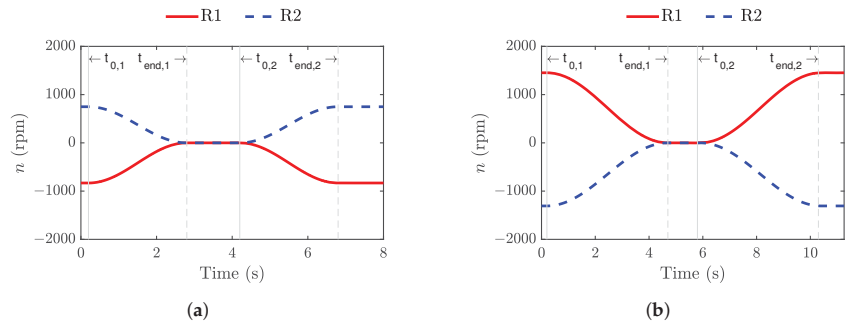 R1 R2
2000
1000
0
−1000
−2000
n (rpm)
← t0,1 tend,1 → ← t0,2 tend,2 →
0 2 4 6 8
Time (s)
(a)
R1 R2
2000
1000
0
−1000
−2000
n (rpm)
← t0,1 tend,1 → ← t0,2 tend,2 →
0 2 4 6 8 10
Time (s)
(b)